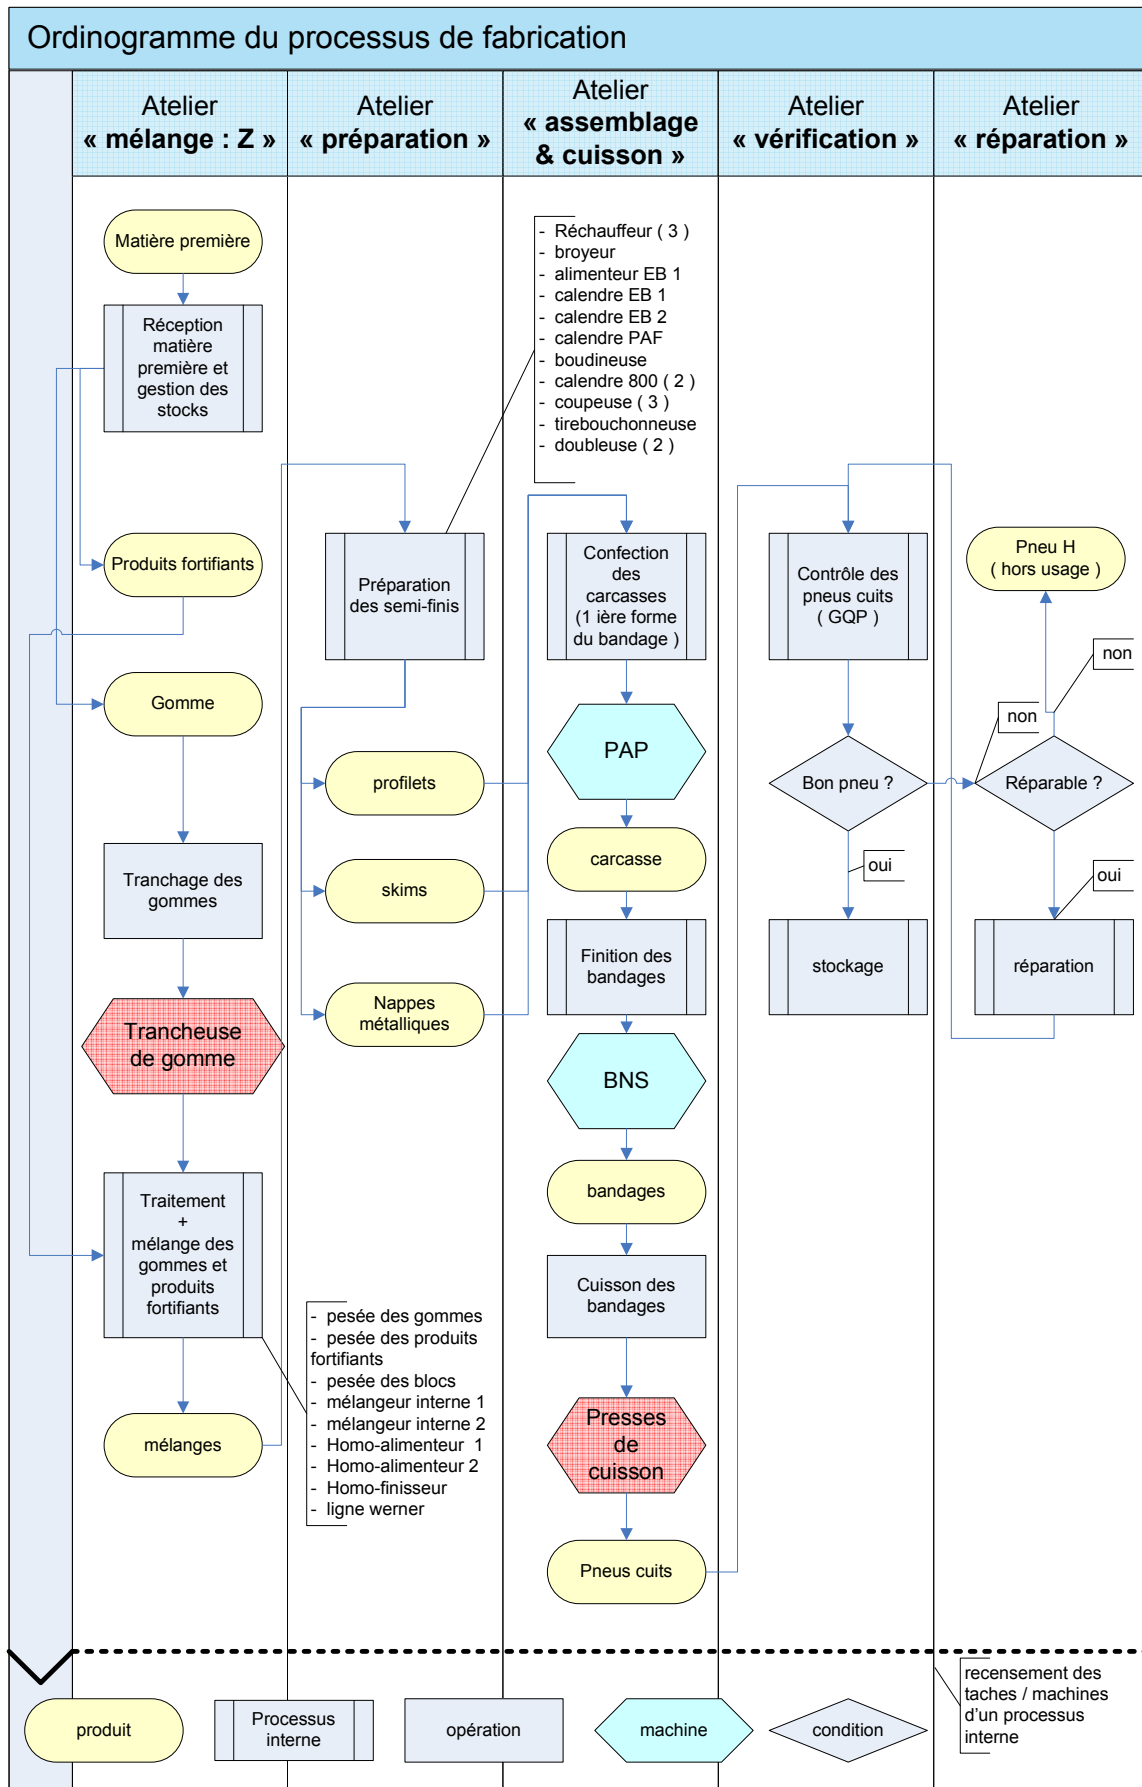 Ordinogramme du processus de fabrication
Atelier
« mélange : Z »
Atelier
« préparation »
Atelier
« assemblage
& cuisson »
Atelier
« vérification »
Atelier
« réparation »
Matière première
Réception
matière
première et
gestion des
stocks
Produits fortifiants
Gomme
Tranchage des
gommes
Trancheuse
de gomme
Traitement
+
mélange des
gommes et
produits
fortifiants
mélanges
Préparation
des semi-finis
profilets
skims
Nappes
métalliques
- pesée des gommes
- pesée des produits
fortifiants
- pesée des blocs
- mélangeur interne 1
- mélangeur interne 2
- Homo-alimenteur 1
- Homo-alimenteur 2
- Homo-finisseur
- ligne werner
- Réchauffeur ( 3 )
- broyeur
- alimenteur EB 1
- calendre EB 1
- calendre EB 2
- calendre PAF
- boudineuse
- calendre 800 ( 2 )
- coupeuse ( 3 )
- tirebouchonneuse
- doubleuse ( 2 )
Confection
des
carcasses
(1 ière forme
du bandage )
PAP
carcasse
Finition des
bandages
BNS
bandages
Cuisson des
bandages
Presses
de
cuisson
Pneus cuits
Contrôle des
pneus cuits
( GQP )
Bon pneu ?
oui
stockage
Pneu H
( hors usage )
non
non
Réparable ?
oui
réparation
produit
Processus
interne
opération
machine
condition
recensement des
taches / machines
d'un processus
interne